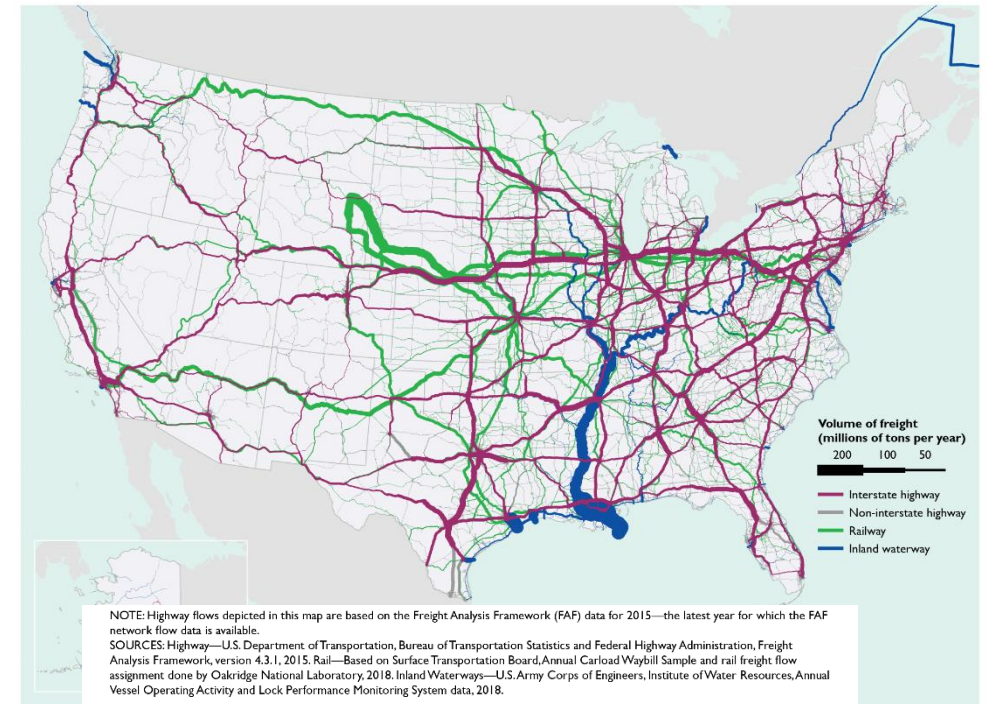 Volume of freight
(millions of tons per year)
200 100 50
Interstate highway
Non-interstate highway
Railway
Inland waterway
NOTE: Highway flows depicted in this map are based on the Freight Analysis Framework (FAF) data for 2015—the latest year for which the FAF
network flow data is available.
SOURCES: Highway—U.S. Department of Transportation, Bureau of Transportation Statistics and Federal Highway Administration, Freight
Analysis Framework, version 4.3.1, 2015. Rail—Based on Surface Transportation Board, Annual Carload Waybill Sample and rail freight flow
assignment done by Oakridge National Laboratory, 2018. Inland Waterways—U.S. Army Corps of Engineers, Institute of Water Resources, Annual
Vessel Operating Activity and Lock Performance Monitoring System data, 2018.